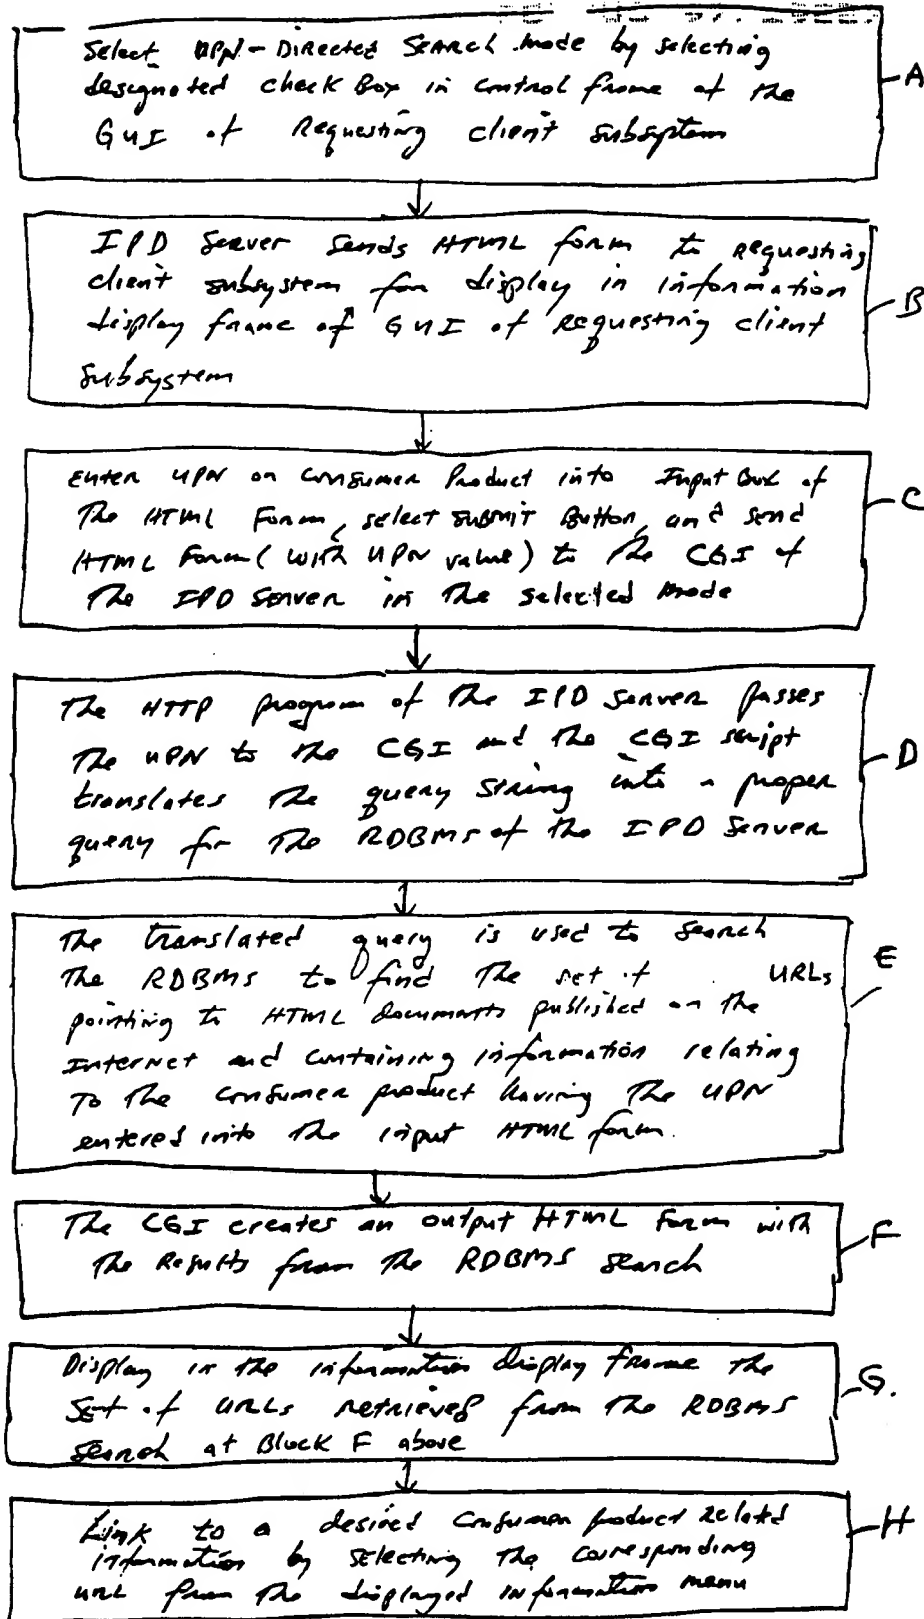 Select UPN-Directed Search mode by selecting
designated check Box in control frame of the
GUI of Requesting client subsystem
A
IPD Server sends HTML form to requesting
client subsystem for display in information
display frame of GUI of Requesting client
subsystem
B
Enter UPN on Consumer Product into Input Box of
The HTML Form, select submit Button, and send
HTML Form (with UPN value) to the CGI of
The IPD Server in the selected mode
C
The HTTP program of the IPD Server passes
The UPN to the CGI and the CGI script
translates the query string into a proper
query for the RDBMS of the IPD Server
D
The translated query is used to search
the RDBMS to find the set of URLs
pointing to HTML documents published on the
Internet and containing information relating
To the consumer product having the UPN
entered into the input HTML form.
E
The CGI creates an output HTML Form with
the Results from the RDBMS search
F
Display in the information display frame the
Set of URLs retrieved from the RDBMS
search at Block F above
G.
Link to a desired consumer product Related
information by selecting the corresponding
URL from the displayed information menu
H